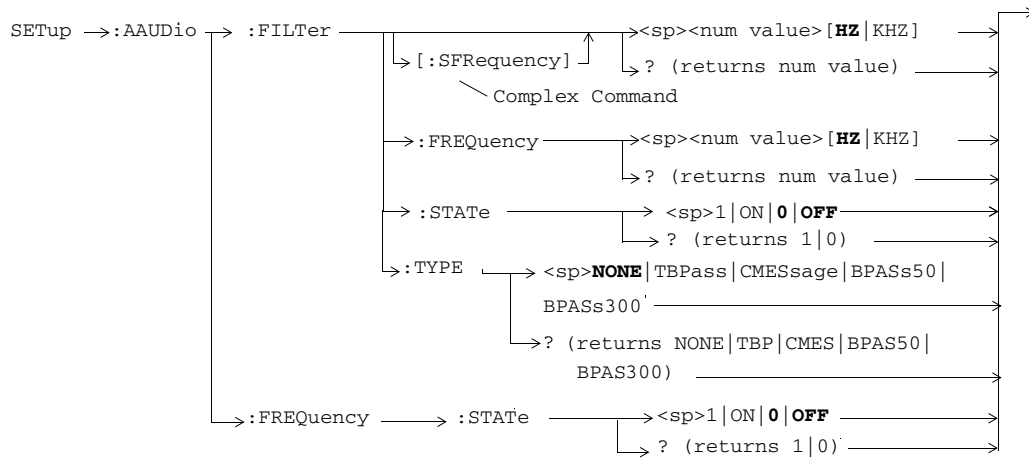 SETup :AAUDio :FILTer <sp><num value>[HZ|KHZ]
[:SFRequency] ? (returns num value)
Complex Command
:FREQuency <sp><num value>[HZ|KHZ]
? (returns num value)
:STATe <sp>1|ON|0|OFF
? (returns 1|0)
:TYPE <sp>NONE|TBPass|CMESsage|BPASs50|
BPASs300
? (returns NONE|TBP|CMES|BPAS50|
BPAS300)
:FREQuency :STATe <sp>1|ON|0|OFF
? (returns 1|0)